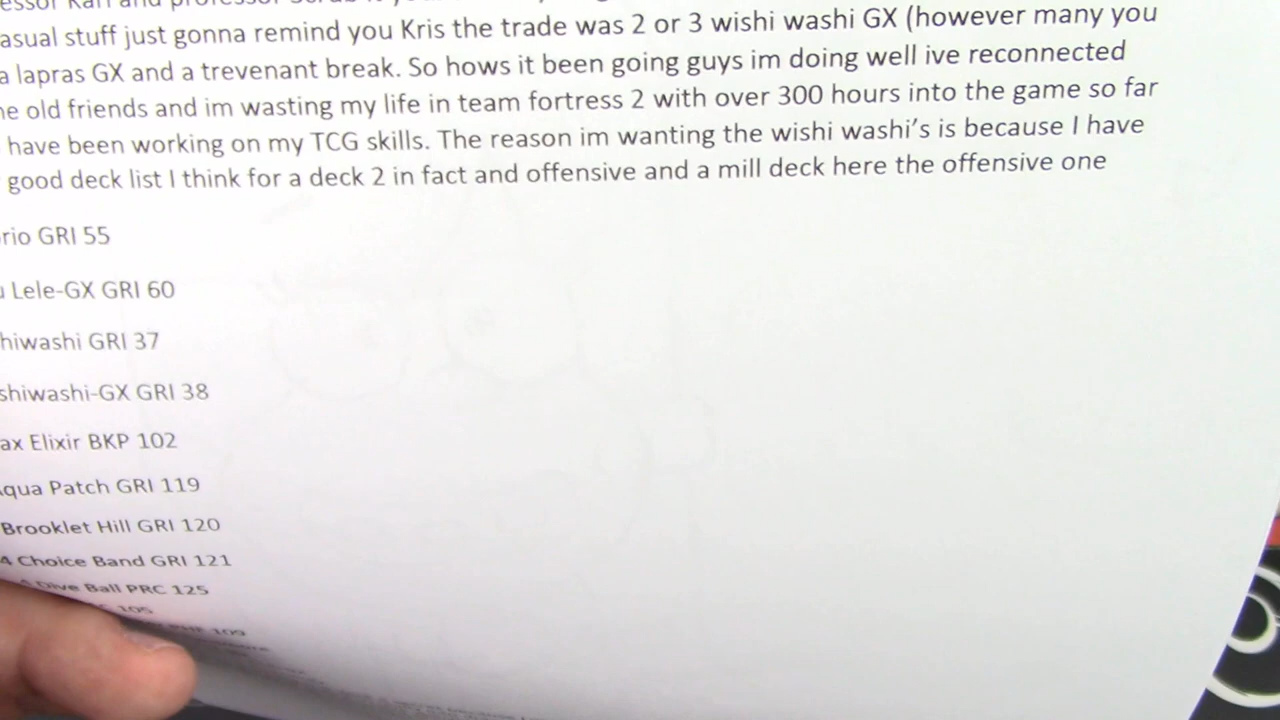 asual stuff just gonna remind you Kris the trade was 2 or 3 wishi washi GX (however many you
a lapras GX and a trevenant break. So hows it been going guys im doing well ive reconnected
he old friends and im wasting my life in team fortress 2 with over 300 hours into the game so far
have been working on my TCG skills. The reason im wanting the wishi washi's is because I have
good deck list I think for a deck 2 in fact and offensive and a mill deck here the offensive one
rio GRI 55
Lele-GX GRI 60
hiwashi GRI 37
shiwashi-GX GRI 38
ax Elixir BKP 102
qua Patch GRI 119
Brooklet Hill GRI 120
4 Choice Band GRI 121
Dive Ball PRC 125
105
109